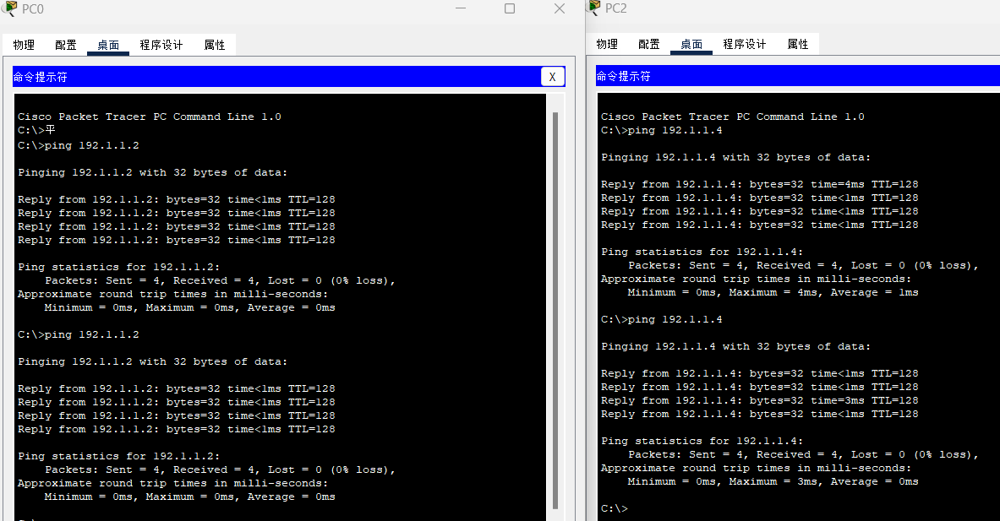 PC0
物理 配置 桌面 程序设计 属性
命令提示符
X
Cisco Packet Tracer PC Command Line 1.0
C:\>平
C:\>ping 192.1.1.2
Pinging 192.1.1.2 with 32 bytes of data:
Reply from 192.1.1.2: bytes=32 time<1ms TTL=128
Reply from 192.1.1.2: bytes=32 time<1ms TTL=128
Reply from 192.1.1.2: bytes=32 time<1ms TTL=128
Reply from 192.1.1.2: bytes=32 time<1ms TTL=128
Ping statistics for 192.1.1.2:
Packets: Sent = 4, Received = 4, Lost = 0 (0% loss),
Approximate round trip times in milli-seconds:
Minimum = 0ms, Maximum = 0ms, Average = 0ms
C:\>ping 192.1.1.2
Pinging 192.1.1.2 with 32 bytes of data:
Reply from 192.1.1.2: bytes=32 time<1ms TTL=128
Reply from 192.1.1.2: bytes=32 time<1ms TTL=128
Reply from 192.1.1.2: bytes=32 time<1ms TTL=128
Reply from 192.1.1.2: bytes=32 time<1ms TTL=128
Ping statistics for 192.1.1.2:
Packets: Sent = 4, Received = 4, Lost = 0 (0% loss),
Approximate round trip times in milli-seconds:
Minimum = 0ms, Maximum = 0ms, Average = 0ms
PC2
物理 配置 桌面 程序设计 属性
命令提示符
Cisco Packet Tracer PC Command Line 1.0
C:\>ping 192.1.1.4
Pinging 192.1.1.4 with 32 bytes of data:
Reply from 192.1.1.4: bytes=32 time=4ms TTL=128
Reply from 192.1.1.4: bytes=32 time<1ms TTL=128
Reply from 192.1.1.4: bytes=32 time<1ms TTL=128
Reply from 192.1.1.4: bytes=32 time<1ms TTL=128
Ping statistics for 192.1.1.4:
Packets: Sent = 4, Received = 4, Lost = 0 (0% loss),
Approximate round trip times in milli-seconds:
Minimum = 0ms, Maximum = 4ms, Average = 1ms
C:\>ping 192.1.1.4
Pinging 192.1.1.4 with 32 bytes of data:
Reply from 192.1.1.4: bytes=32 time<1ms TTL=128
Reply from 192.1.1.4: bytes=32 time<1ms TTL=128
Reply from 192.1.1.4: bytes=32 time=3ms TTL=128
Reply from 192.1.1.4: bytes=32 time<1ms TTL=128
Ping statistics for 192.1.1.4:
Packets: Sent = 4, Received = 4, Lost = 0 (0% loss),
Approximate round trip times in milli-seconds:
Minimum = 0ms, Maximum = 3ms, Average = 0ms
C:\>